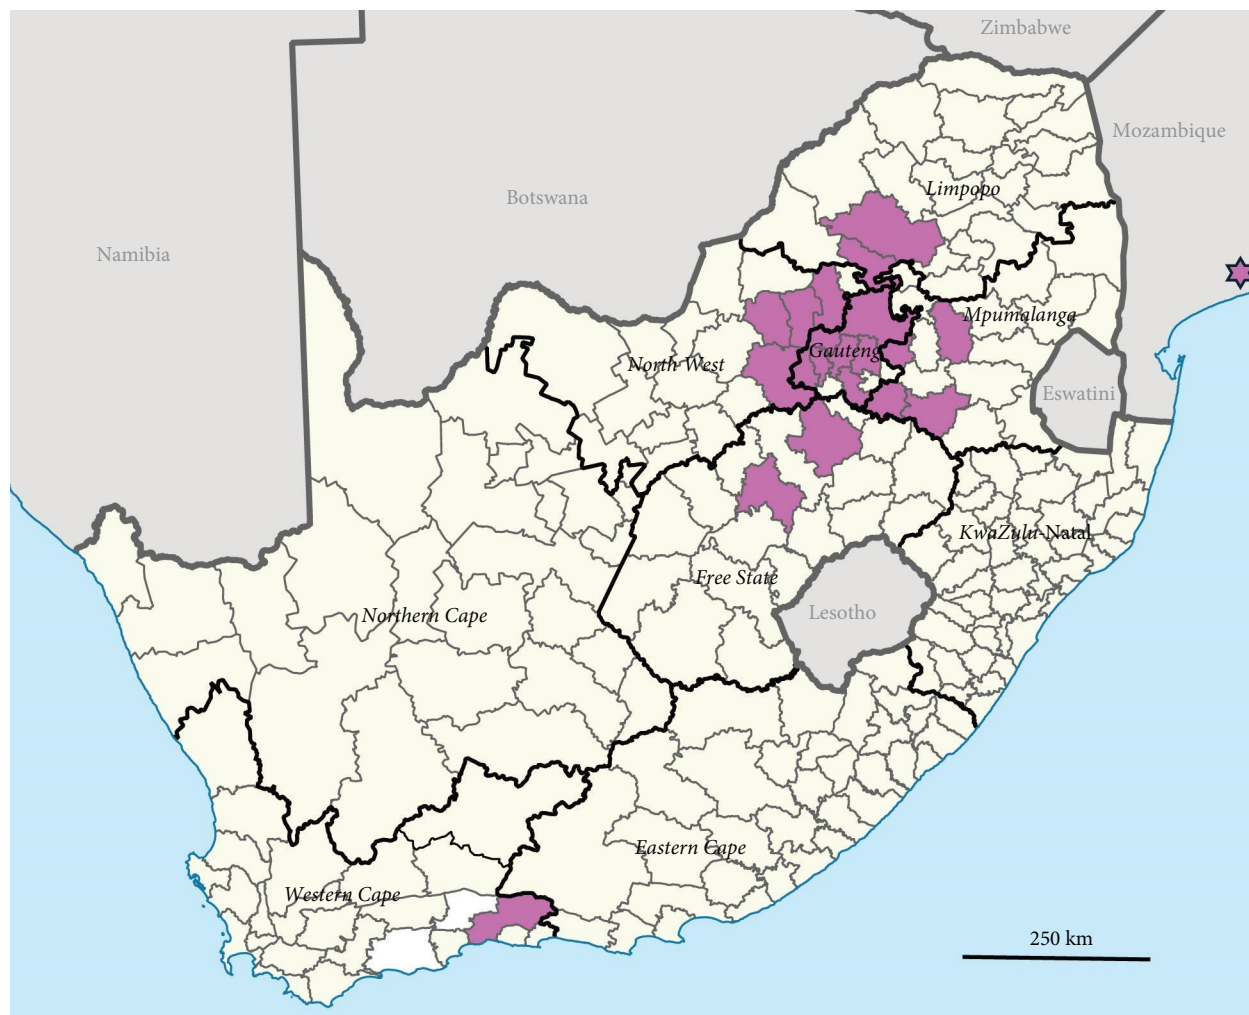 Zimbabwe
Mozambique
Limpopo
Botswana
Namibia
Mpumalanga
Gauteng
North West
Eswatini
KwaZulu-Natal
Free State
Lesotho
Northern Cape
Eastern Cape
Western Cape
250 km